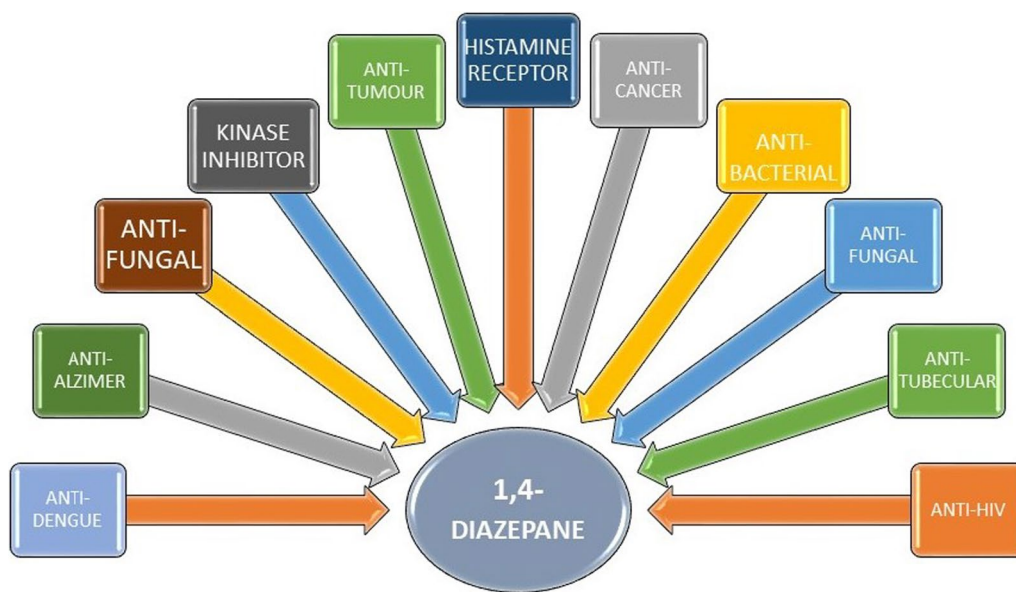 ANTI-
DENGUE
ANTI-
ALZIMER
ANTI-
FUNGAL
KINASE
INHIBITOR
ANTI-
TUMOUR
HISTAMINE
RECEPTOR
ANTI-
CANCER
ANTI-
BACTERIAL
ANTI-
FUNGAL
ANTI-
TUBECULAR
ANTI-HIV
1,4-
DIAZEPANE